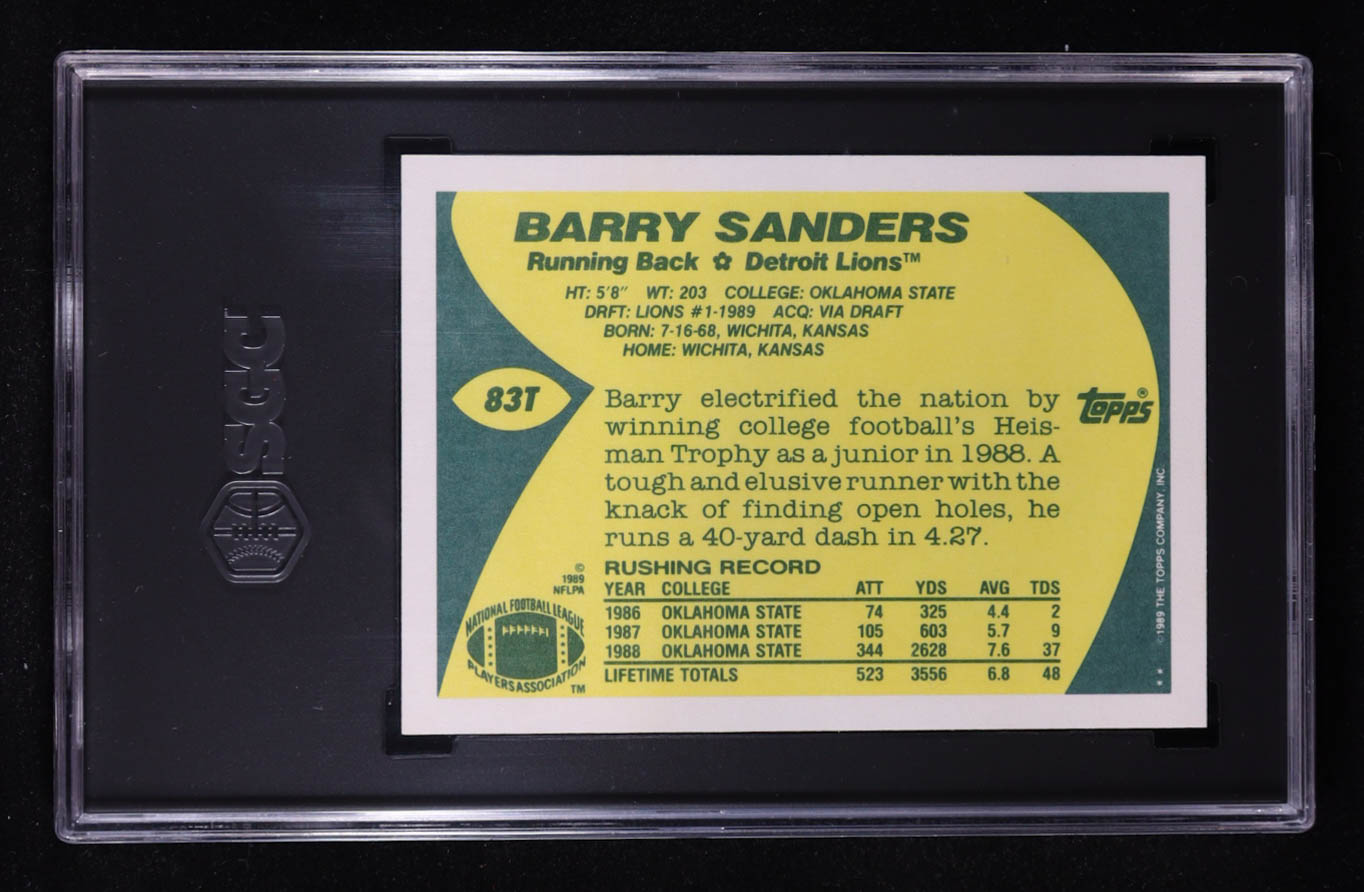 BARRY SANDERS
Running Back ✿ Detroit Lions™
HT: 5'8" WT: 203 COLLEGE: OKLAHOMA STATE
DRFT: LIONS #1-1989 ACQ: VIA DRAFT
BORN: 7-16-68, WICHITA, KANSAS
HOME: WICHITA, KANSAS
83T
Barry electrified the nation by
winning college football's Heis-
man Trophy as a junior in 1988. A
tough and elusive runner with the
knack of finding open holes, he
runs a 40-yard dash in 4.27.
topps®
RUSHING RECORD
YEAR COLLEGE ATT YDS AVG TDS
1986 OKLAHOMA STATE 74 325 4.4 2
1987 OKLAHOMA STATE 105 603 5.7 9
1988 OKLAHOMA STATE 344 2628 7.6 37
LIFETIME TOTALS 523 3556 6.8 48
©
1989
NFLPA
NATIONAL FOOTBALL LEAGUE
PLAYERS ASSOCIATION
TM
* * ©1989 THE TOPPS COMPANY, INC.
SGC